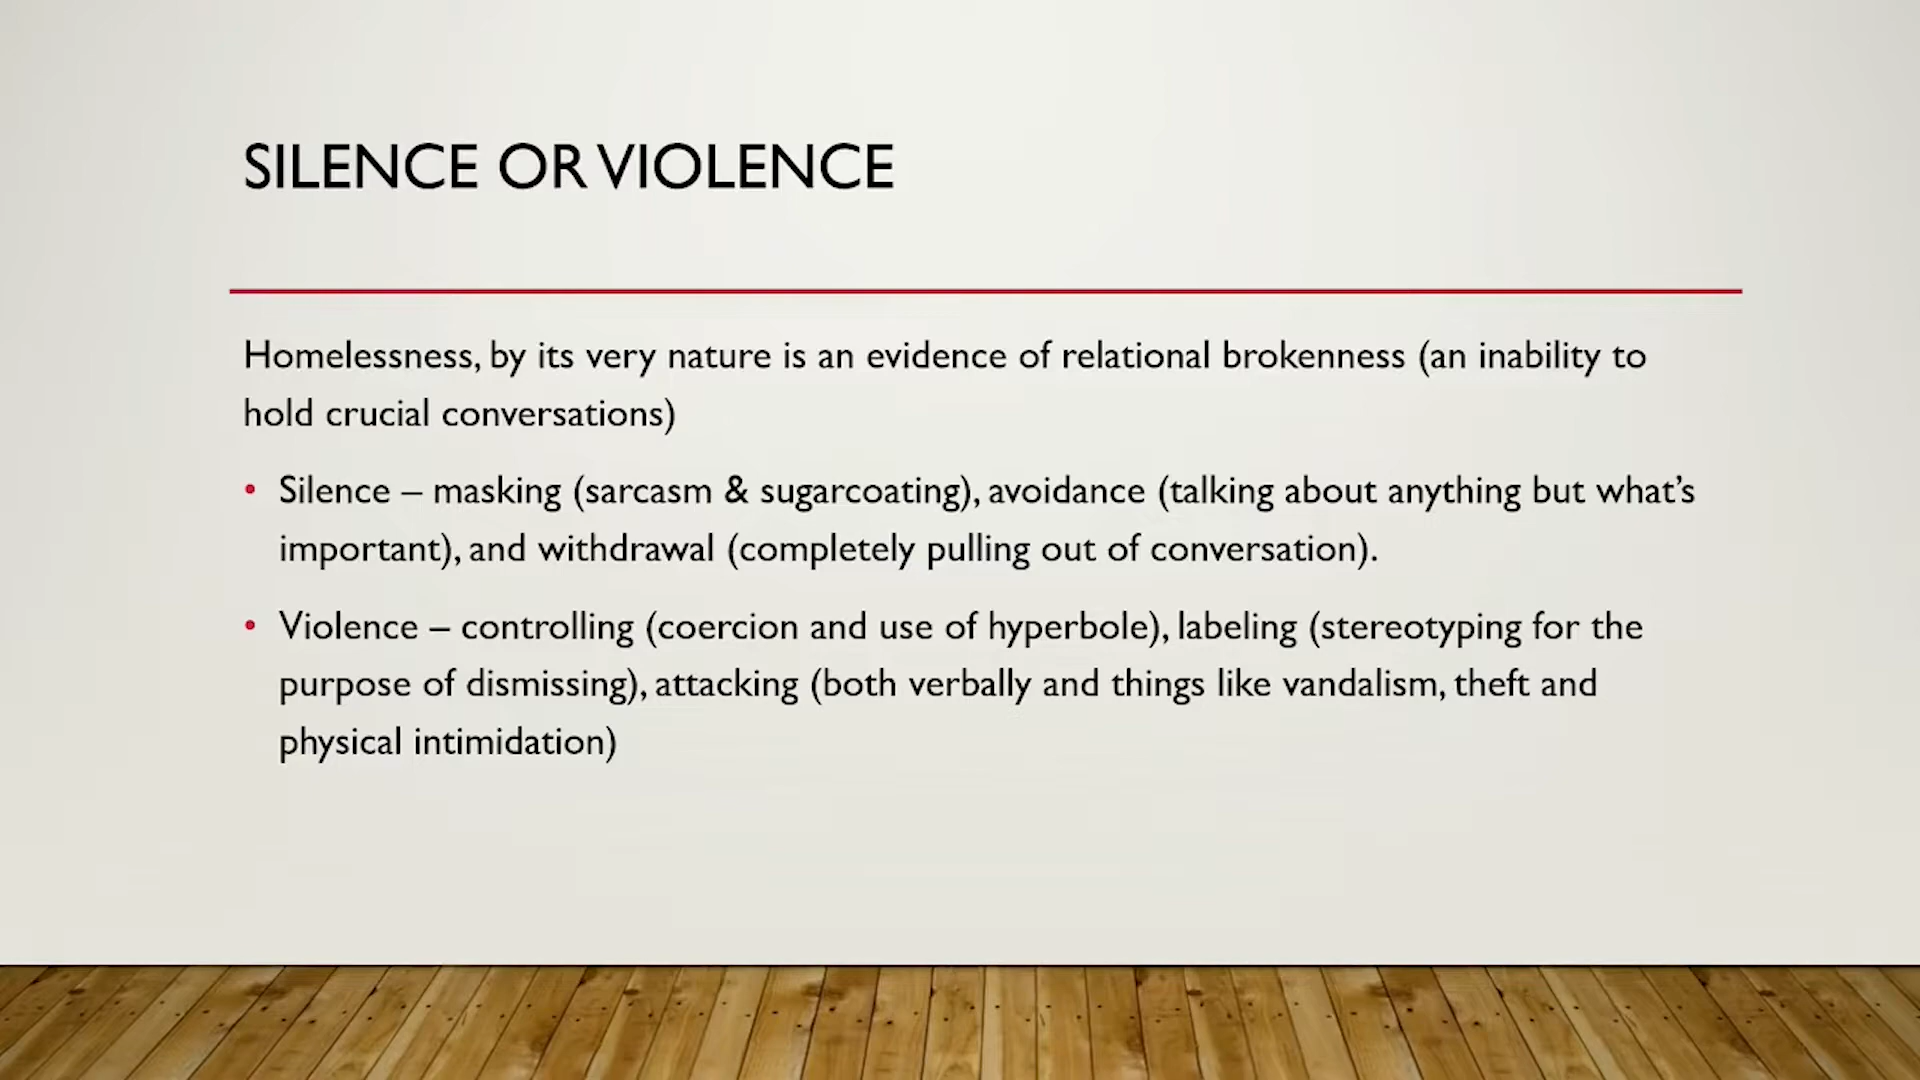 SILENCE OR VIOLENCE
Homelessness, by its very nature is an evidence of relational brokenness (an inability to
hold crucial conversations)
• Silence – masking (sarcasm & sugarcoating), avoidance (talking about anything but what's
important), and withdrawal (completely pulling out of conversation).
• Violence – controlling (coercion and use of hyperbole), labeling (stereotyping for the
purpose of dismissing), attacking (both verbally and things like vandalism, theft and
physical intimidation)